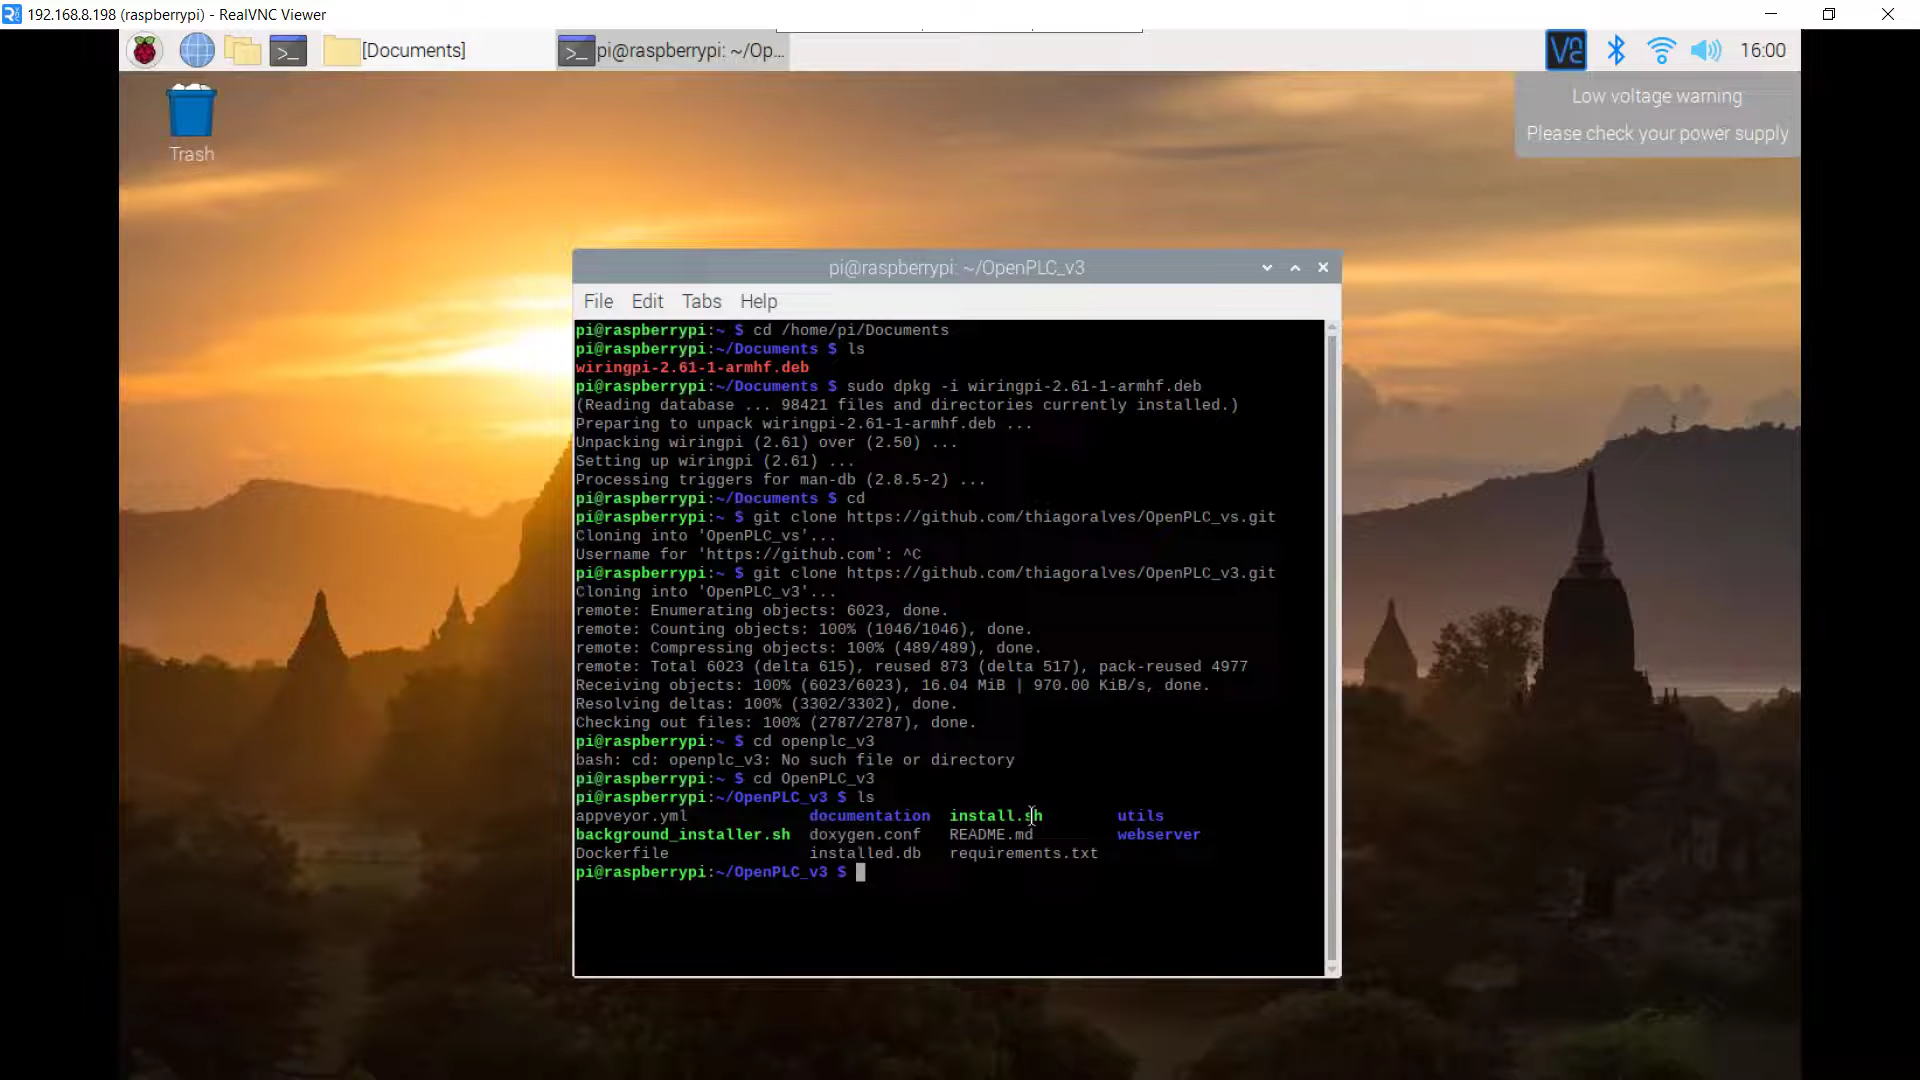 192.168.8.198 (raspberrypi) - RealVNC Viewer
[Documents]
pi@raspberrypi: ~/Op...
16:00
Low voltage warning
Please check your power supply
Trash
pi@raspberrypi: ~/OpenPLC_v3
File Edit Tabs Help
pi@raspberrypi:~ $ cd /home/pi/Documents
pi@raspberrypi:~/Documents $ ls
wiringpi-2.61-1-armhf.deb
pi@raspberrypi:~/Documents $ sudo dpkg -i wiringpi-2.61-1-armhf.deb
(Reading database ... 98421 files and directories currently installed.)
Preparing to unpack wiringpi-2.61-1-armhf.deb ...
Unpacking wiringpi (2.61) over (2.50) ...
Setting up wiringpi (2.61) ...
Processing triggers for man-db (2.8.5-2) ...
pi@raspberrypi:~/Documents $ cd
pi@raspberrypi:~ $ git clone https://github.com/thiagoralves/OpenPLC_vs.git
Cloning into 'OpenPLC_vs'...
Username for 'https://github.com': ^C
pi@raspberrypi:~ $ git clone https://github.com/thiagoralves/OpenPLC_v3.git
Cloning into 'OpenPLC_v3'...
remote: Enumerating objects: 6023, done.
remote: Counting objects: 100% (1046/1046), done.
remote: Compressing objects: 100% (489/489), done.
remote: Total 6023 (delta 615), reused 873 (delta 517), pack-reused 4977
Receiving objects: 100% (6023/6023), 16.04 MiB | 970.00 KiB/s, done.
Resolving deltas: 100% (3302/3302), done.
Checking out files: 100% (2787/2787), done.
pi@raspberrypi:~ $ cd openplc_v3
bash: cd: openplc_v3: No such file or directory
pi@raspberrypi:~ $ cd OpenPLC_v3
pi@raspberrypi:~/OpenPLC_v3 $ ls
appveyor.yml documentation install.sh utils
background_installer.sh doxygen.conf README.md webserver
Dockerfile installed.db requirements.txt
pi@raspberrypi:~/OpenPLC_v3 $